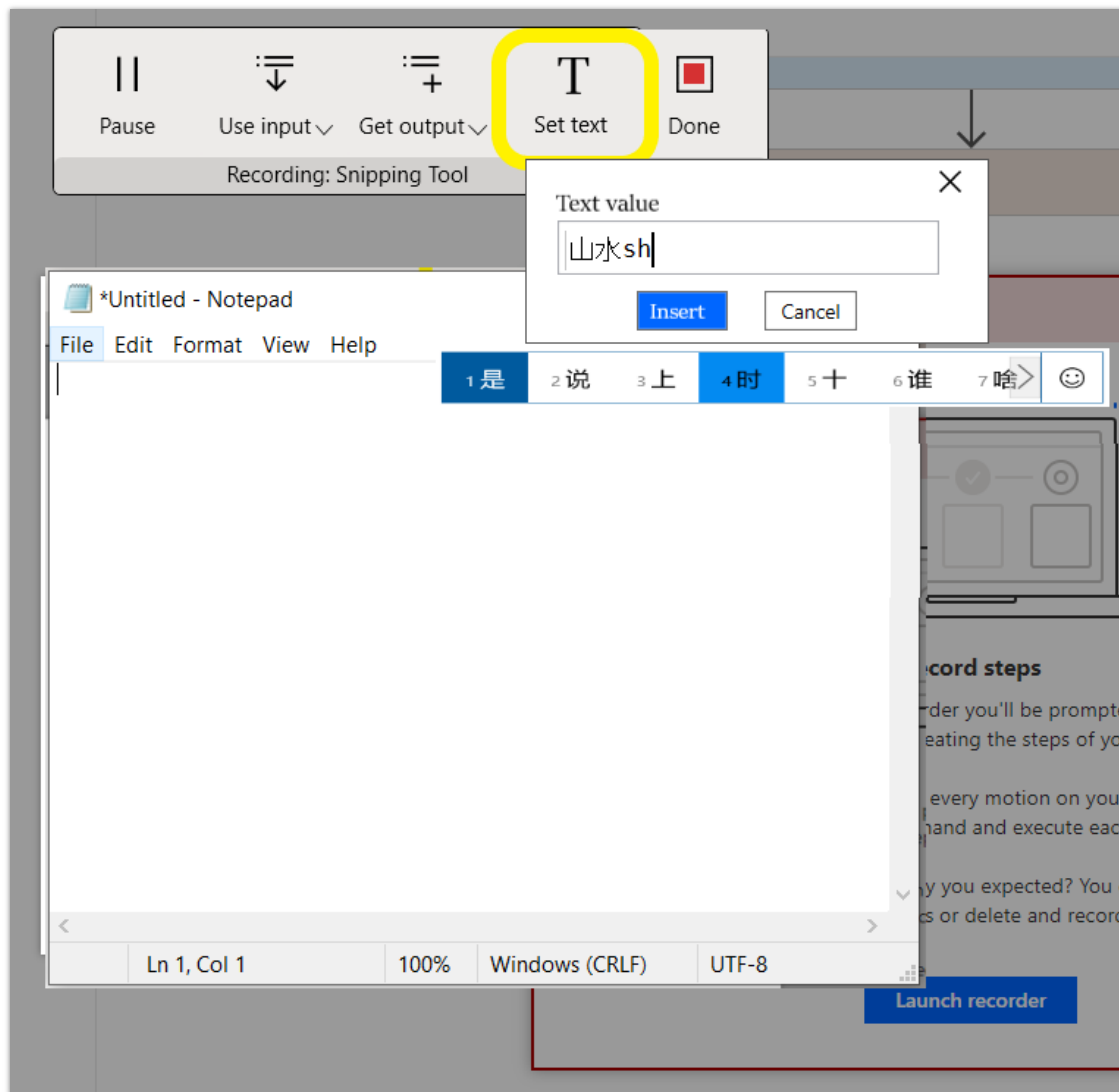 Pause Use input Get output Set text Done
Recording: Snipping Tool
Text value
山水sh
Insert Cancel
*Untitled - Notepad
File Edit Format View Help
1 是 2 说 3 上 4 时 5 十 6 谁 7 啥
cord steps
der you'll be prompt
eating the steps of yo
every motion on you
hand and execute eac
y you expected? You
s or delete and recor
Launch recorder
Ln 1, Col 1 100% Windows (CRLF) UTF-8